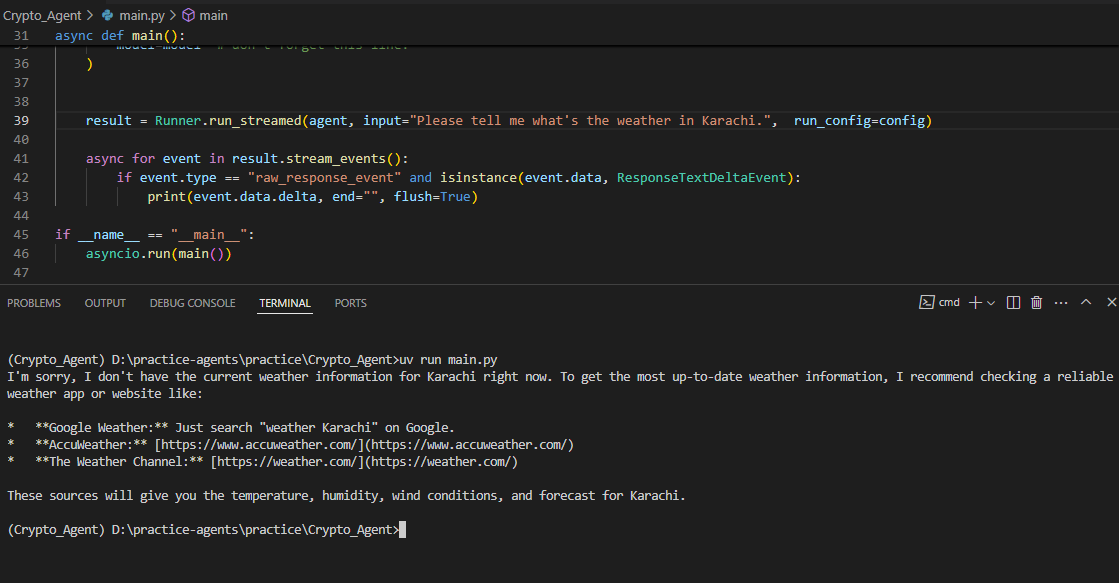 Crypto_Agent > main.py > main
31 async def main():
35 model=model # don't forget this line.
36 )
37
38
39 result = Runner.run_streamed(agent, input="Please tell me what's the weather in Karachi.",  run_config=config)
40
41 async for event in result.stream_events():
42 if event.type == "raw_response_event" and isinstance(event.data, ResponseTextDeltaEvent):
43 print(event.data.delta, end="", flush=True)
44
45 if __name__ == "__main__":
46 asyncio.run(main())
47
PROBLEMS OUTPUT DEBUG CONSOLE TERMINAL PORTS cmd
(Crypto_Agent) D:\practice-agents\practice\Crypto_Agent>uv run main.py
I'm sorry, I don't have the current weather information for Karachi right now. To get the most up-to-date weather information, I recommend checking a reliable
weather app or website like:
*   **Google Weather:** Just search "weather Karachi" on Google.
*   **AccuWeather:** [https://www.accuweather.com/](https://www.accuweather.com/)
*   **The Weather Channel:** [https://weather.com/](https://weather.com/)
These sources will give you the temperature, humidity, wind conditions, and forecast for Karachi.
(Crypto_Agent) D:\practice-agents\practice\Crypto_Agent>